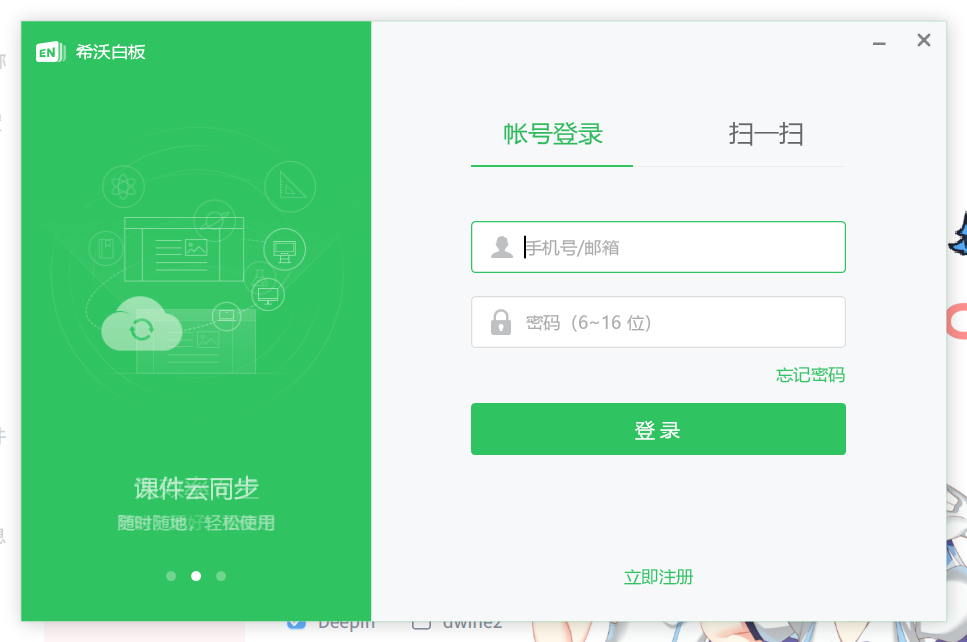 EN 希沃白板
帐号登录
扫一扫
手机号/邮箱
密码（6~16 位）
忘记密码
登录
课件云同步
随时随地，轻松使用
立即注册
Deepin
dwine2